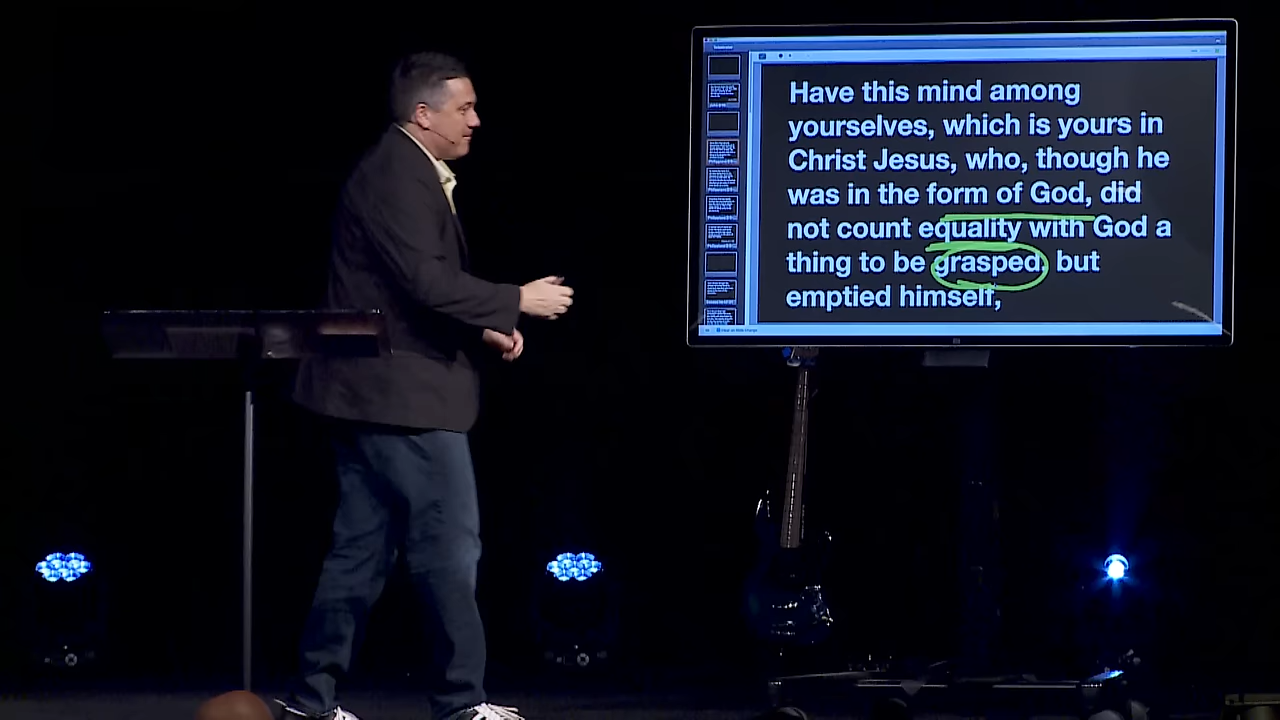 Have this mind among
yourselves, which is yours in
Christ Jesus, who, though he
was in the form of God, did
not count equality with God a
thing to be grasped, but
emptied himself,